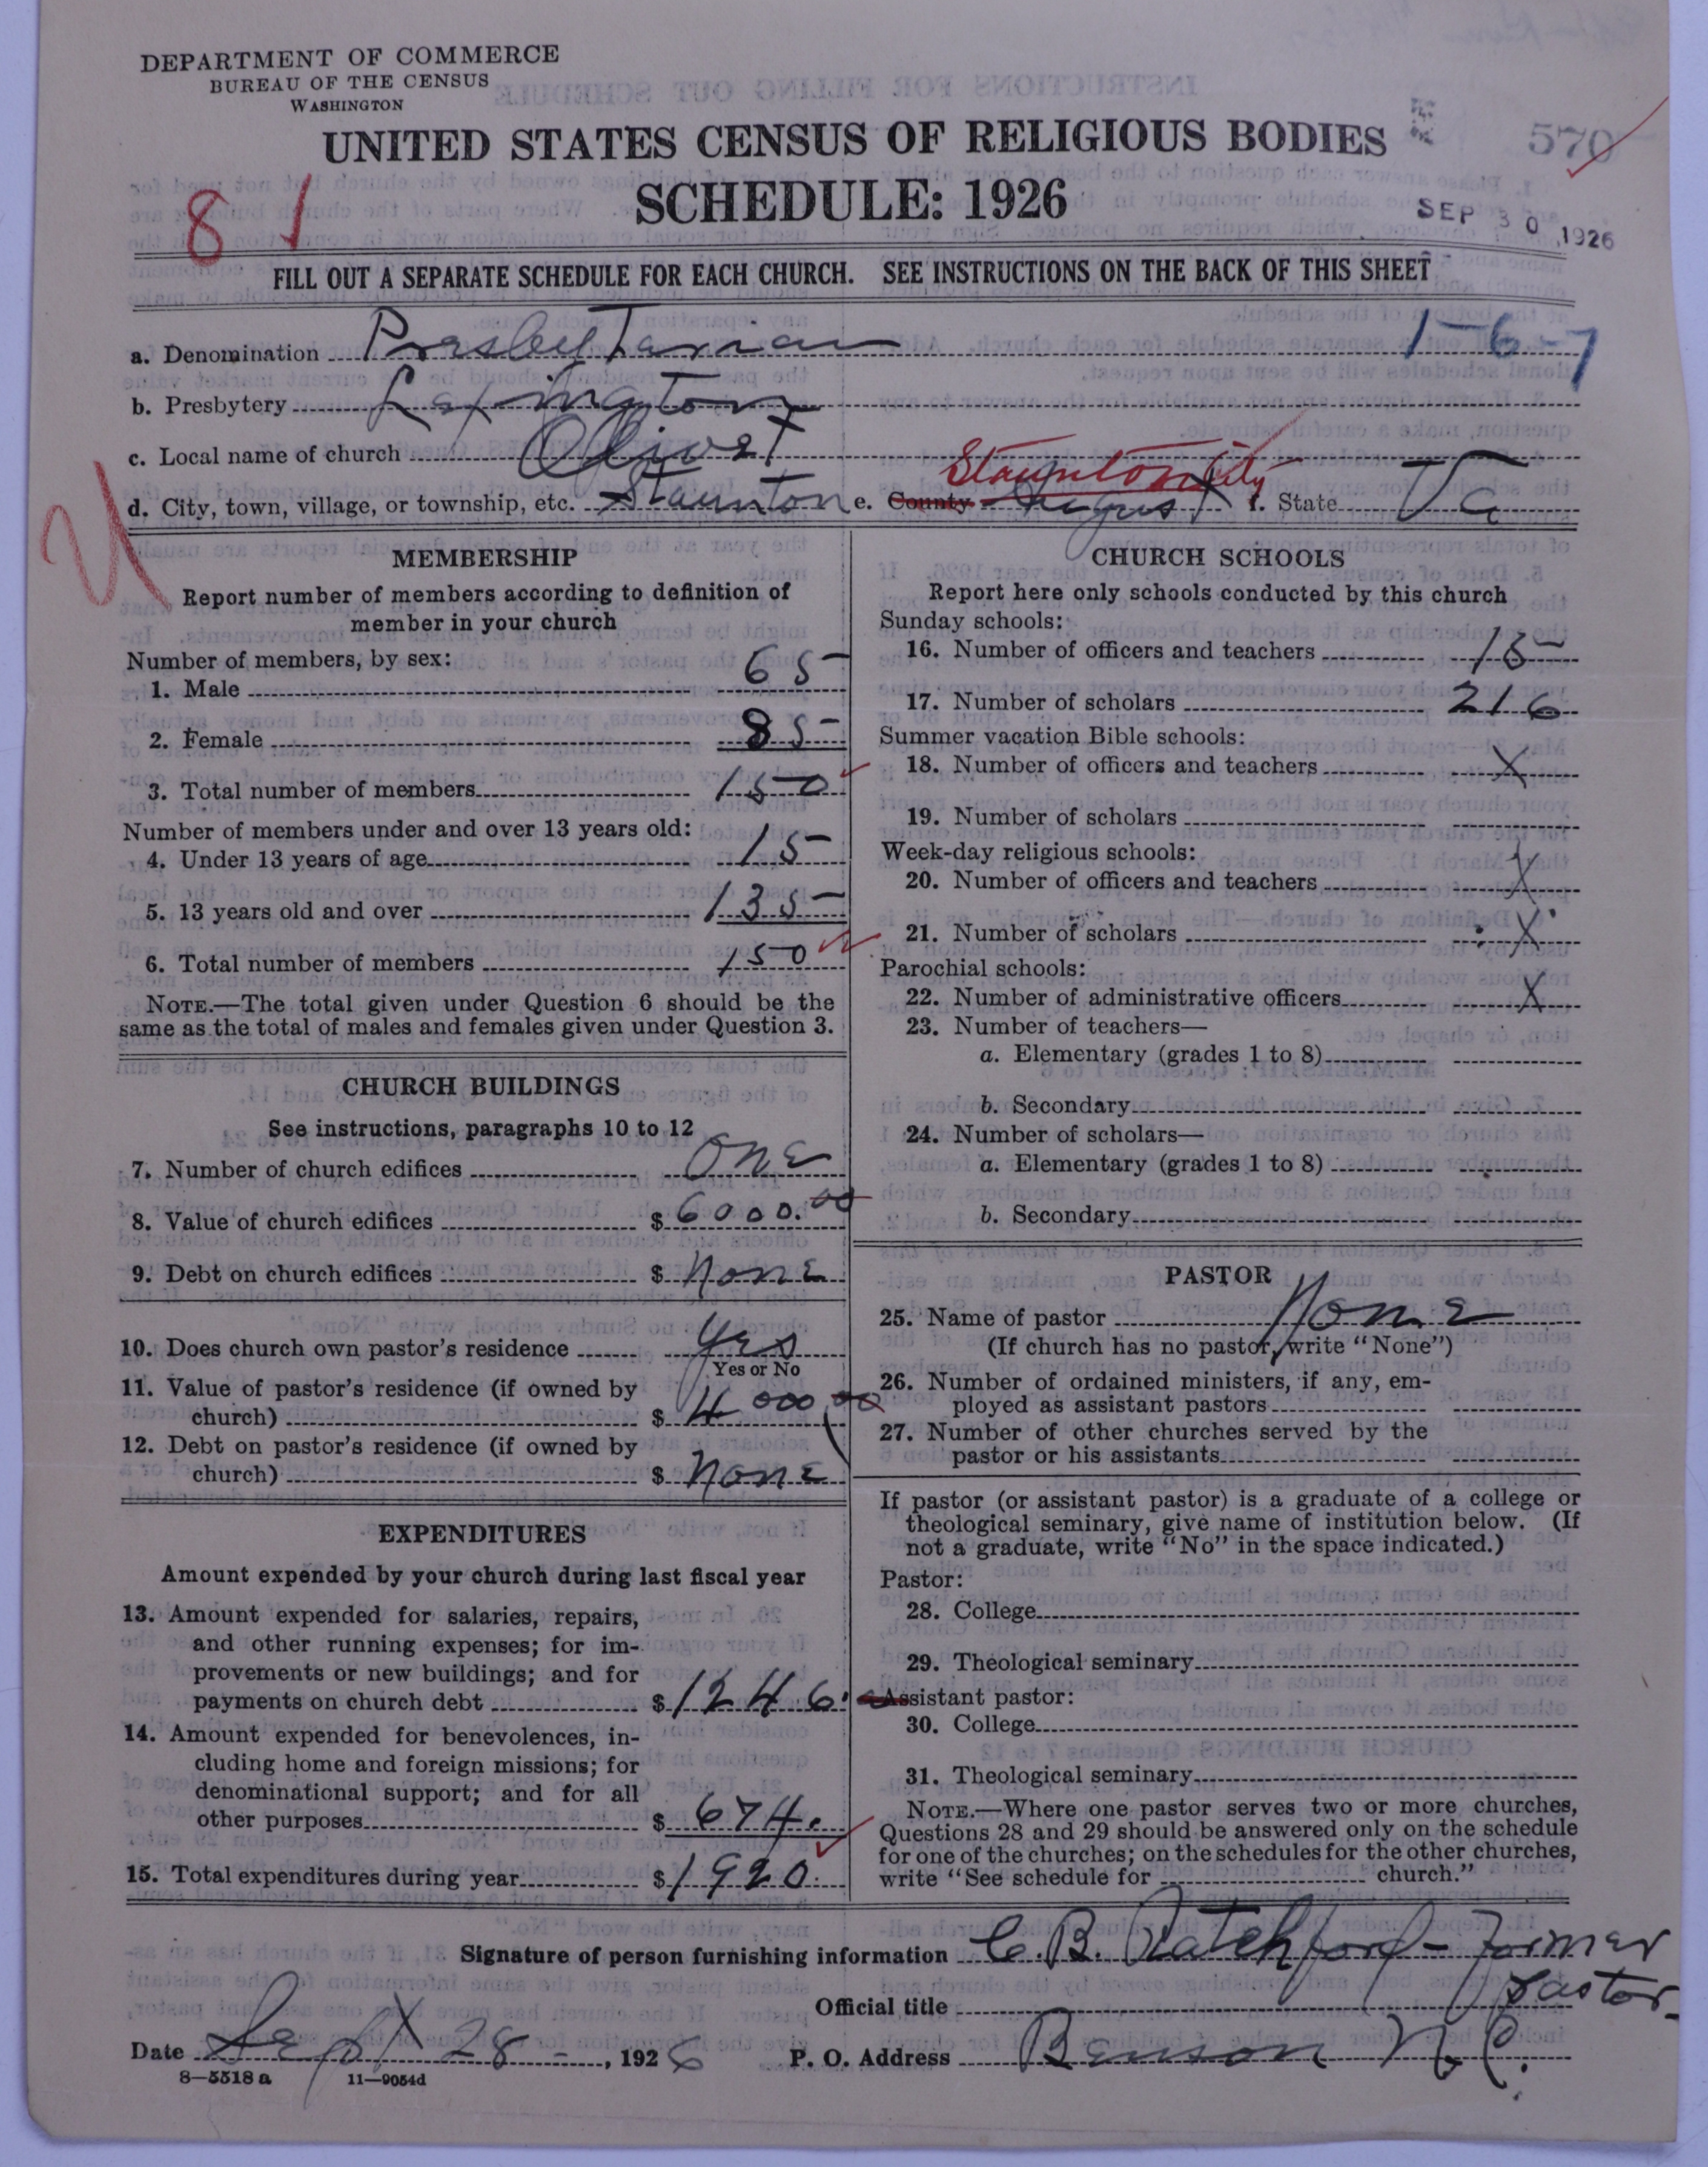 DEPARTMENT OF COMMERCE
BUREAU OF THE CENSUS
WASHINGTON
UNITED STATES CENSUS OF RELIGIOUS BODIES
570
SCHEDULE: 1926
8
SEP 30 1926
FILL OUT A SEPARATE SCHEDULE FOR EACH CHURCH. SEE INSTRUCTIONS ON THE BACK OF THIS SHEET
a. Denomination Presbyterian 1-6-7
b. Presbytery Lexington
c. Local name of church Olivet
Staunton City
d. City, town, village, or township, etc. Staunton e. County August f. State Va
MEMBERSHIP
Report number of members according to definition of
member in your church
Number of members, by sex:
1. Male 65
2. Female 85
3. Total number of members 150
Number of members under and over 13 years old:
4. Under 13 years of age 15
5. 13 years old and over 135
6. Total number of members 150
NOTE.—The total given under Question 6 should be the
same as the total of males and females given under Question 3.
CHURCH BUILDINGS
See instructions, paragraphs 10 to 12
7. Number of church edifices One
8. Value of church edifices $ 6000.00
9. Debt on church edifices $ None
10. Does church own pastor's residence Yes
Yes or No
11. Value of pastor's residence (if owned by
church) $ 4000.00
12. Debt on pastor's residence (if owned by
church) $ None
EXPENDITURES
Amount expended by your church during last fiscal year
13. Amount expended for salaries, repairs,
and other running expenses; for im-
provements or new buildings; and for
payments on church debt $ 1246.
14. Amount expended for benevolences, in-
cluding home and foreign missions; for
denominational support; and for all
other purposes $ 674.
15. Total expenditures during year $ 1920.
CHURCH SCHOOLS
Report here only schools conducted by this church
Sunday schools:
16. Number of officers and teachers 15
17. Number of scholars 216
Summer vacation Bible schools:
18. Number of officers and teachers X
19. Number of scholars
Week-day religious schools:
20. Number of officers and teachers X
21. Number of scholars X
Parochial schools:
22. Number of administrative officers X
23. Number of teachers—
a. Elementary (grades 1 to 8)
b. Secondary
24. Number of scholars—
a. Elementary (grades 1 to 8)
b. Secondary
PASTOR
25. Name of pastor None
(If church has no pastor, write "None")
26. Number of ordained ministers, if any, em-
ployed as assistant pastors
27. Number of other churches served by the
pastor or his assistants
If pastor (or assistant pastor) is a graduate of a college or
theological seminary, give name of institution below. (If
not a graduate, write "No" in the space indicated.)
Pastor:
28. College
29. Theological seminary
Assistant pastor:
30. College
31. Theological seminary
NOTE.—Where one pastor serves two or more churches,
Questions 28 and 29 should be answered only on the schedule
for one of the churches; on the schedules for the other churches,
write "See schedule for church."
Signature of person furnishing information C. B. Ratchford - Former
Official title Pastor
Date Sept 28 -, 1926 P. O. Address Benson N.C.
8—5518 a 11—9054d